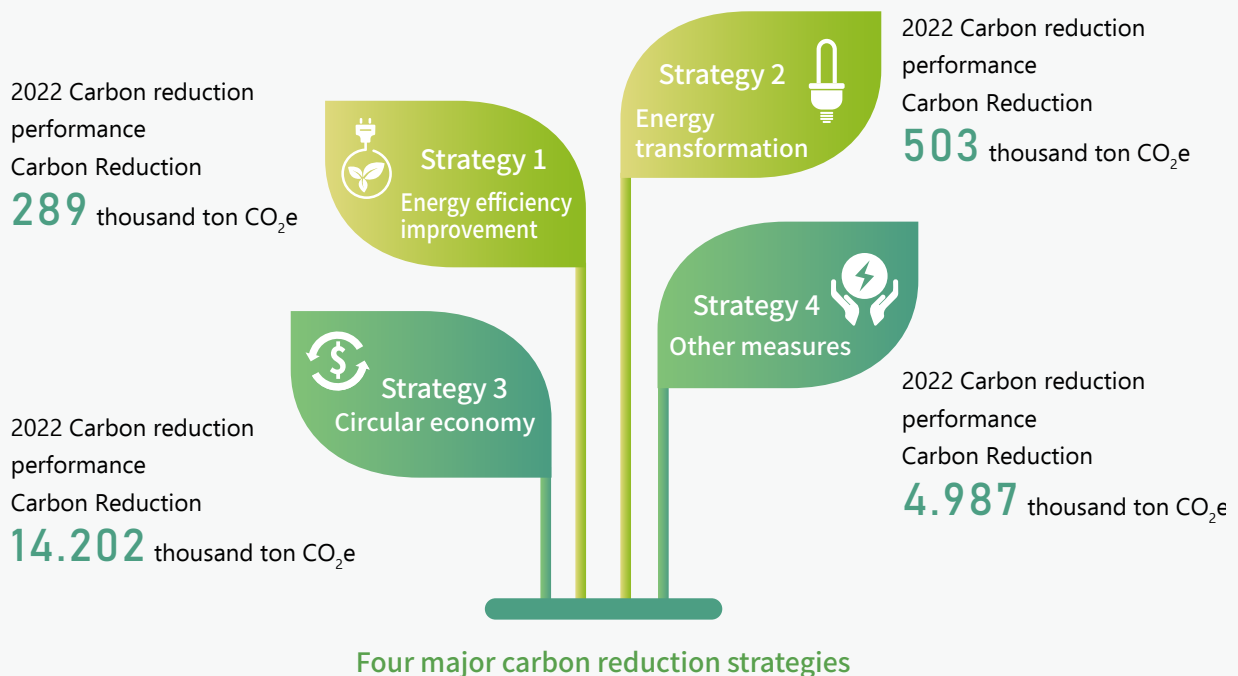 2022 Carbon reduction
performance
Carbon Reduction
289 thousand ton CO₂e
Strategy 1
Energy efficiency
improvement
Strategy 2
Energy
transformation
2022 Carbon reduction
performance
Carbon Reduction
503 thousand ton CO₂e
2022 Carbon reduction
performance
Carbon Reduction
14.202 thousand ton CO₂e
$
Strategy 3
Circular economy
Strategy 4
Other measures
2022 Carbon reduction
performance
Carbon Reduction
4.987 thousand ton CO₂e
Four major carbon reduction strategies